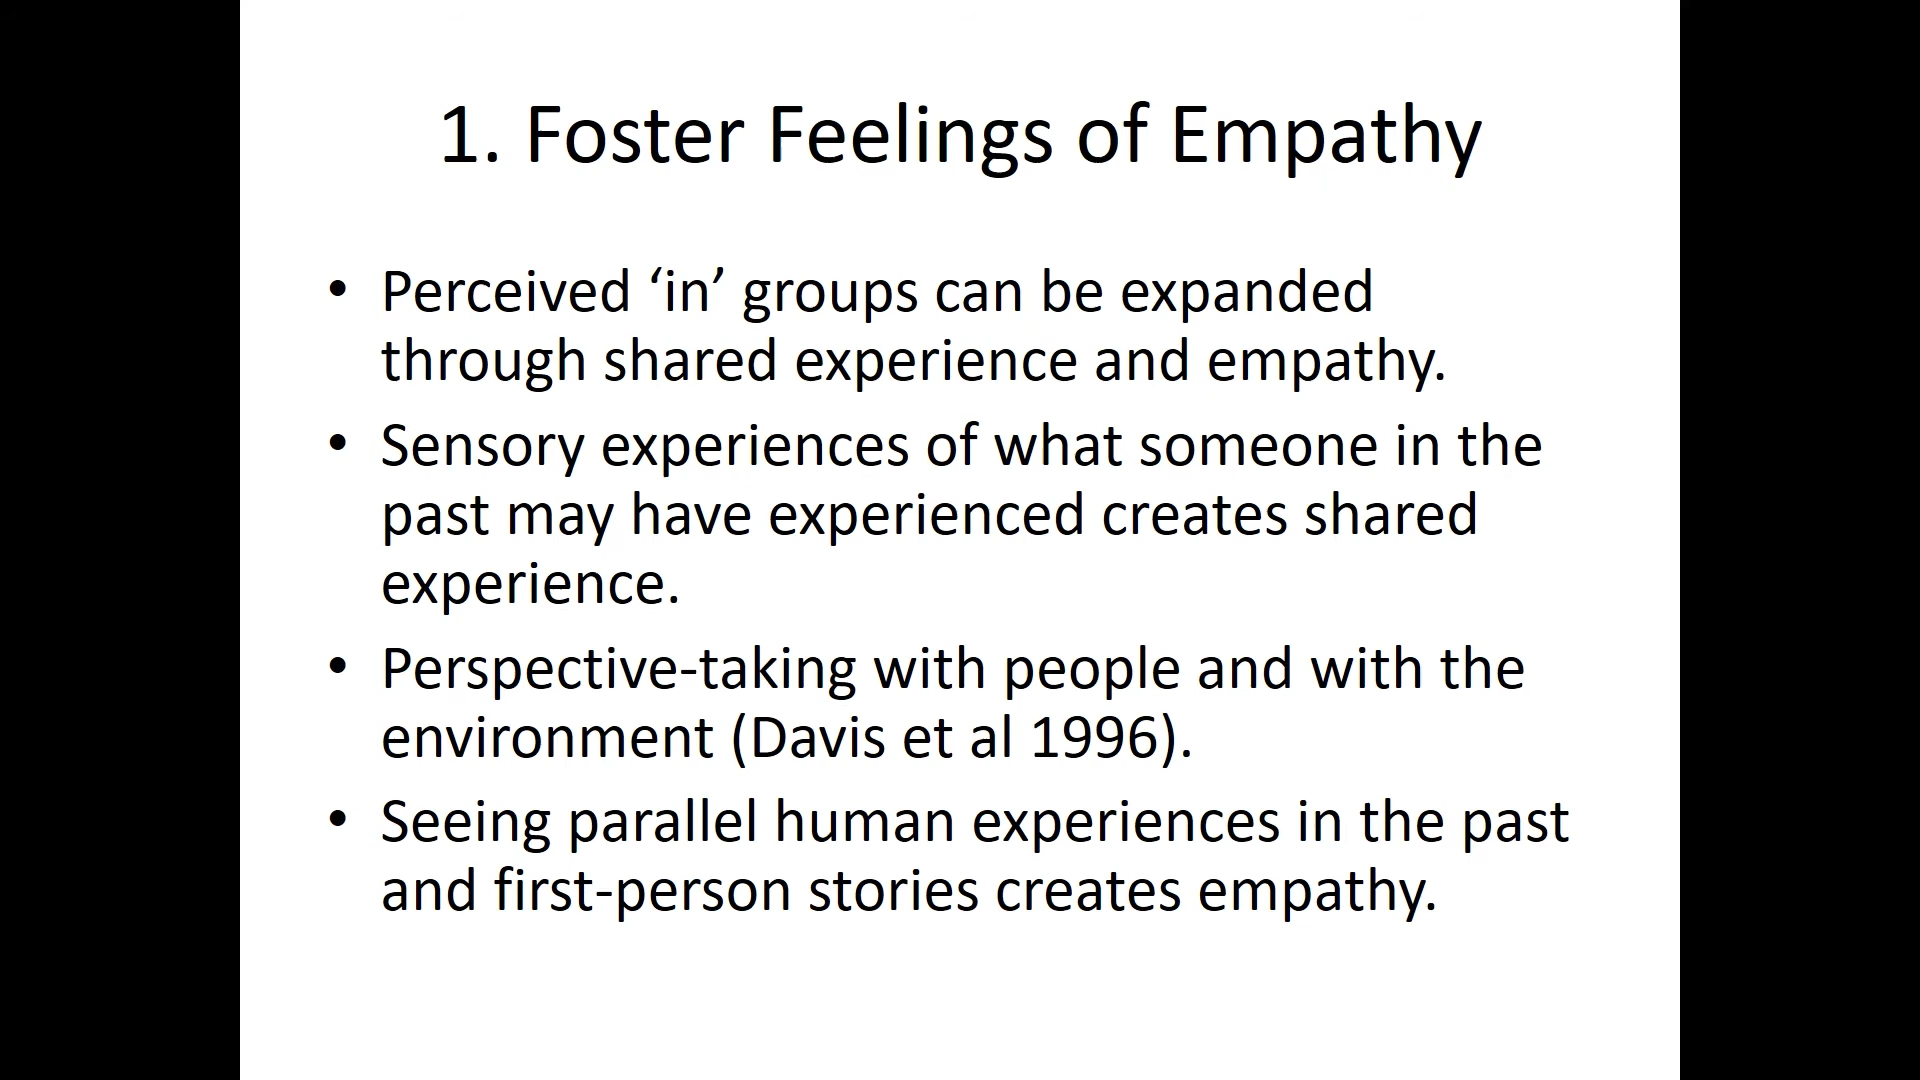 1. Foster Feelings of Empathy
• Perceived ‘in’ groups can be expanded
through shared experience and empathy.
• Sensory experiences of what someone in the
past may have experienced creates shared
experience.
• Perspective-taking with people and with the
environment (Davis et al 1996).
• Seeing parallel human experiences in the past
and first-person stories creates empathy.